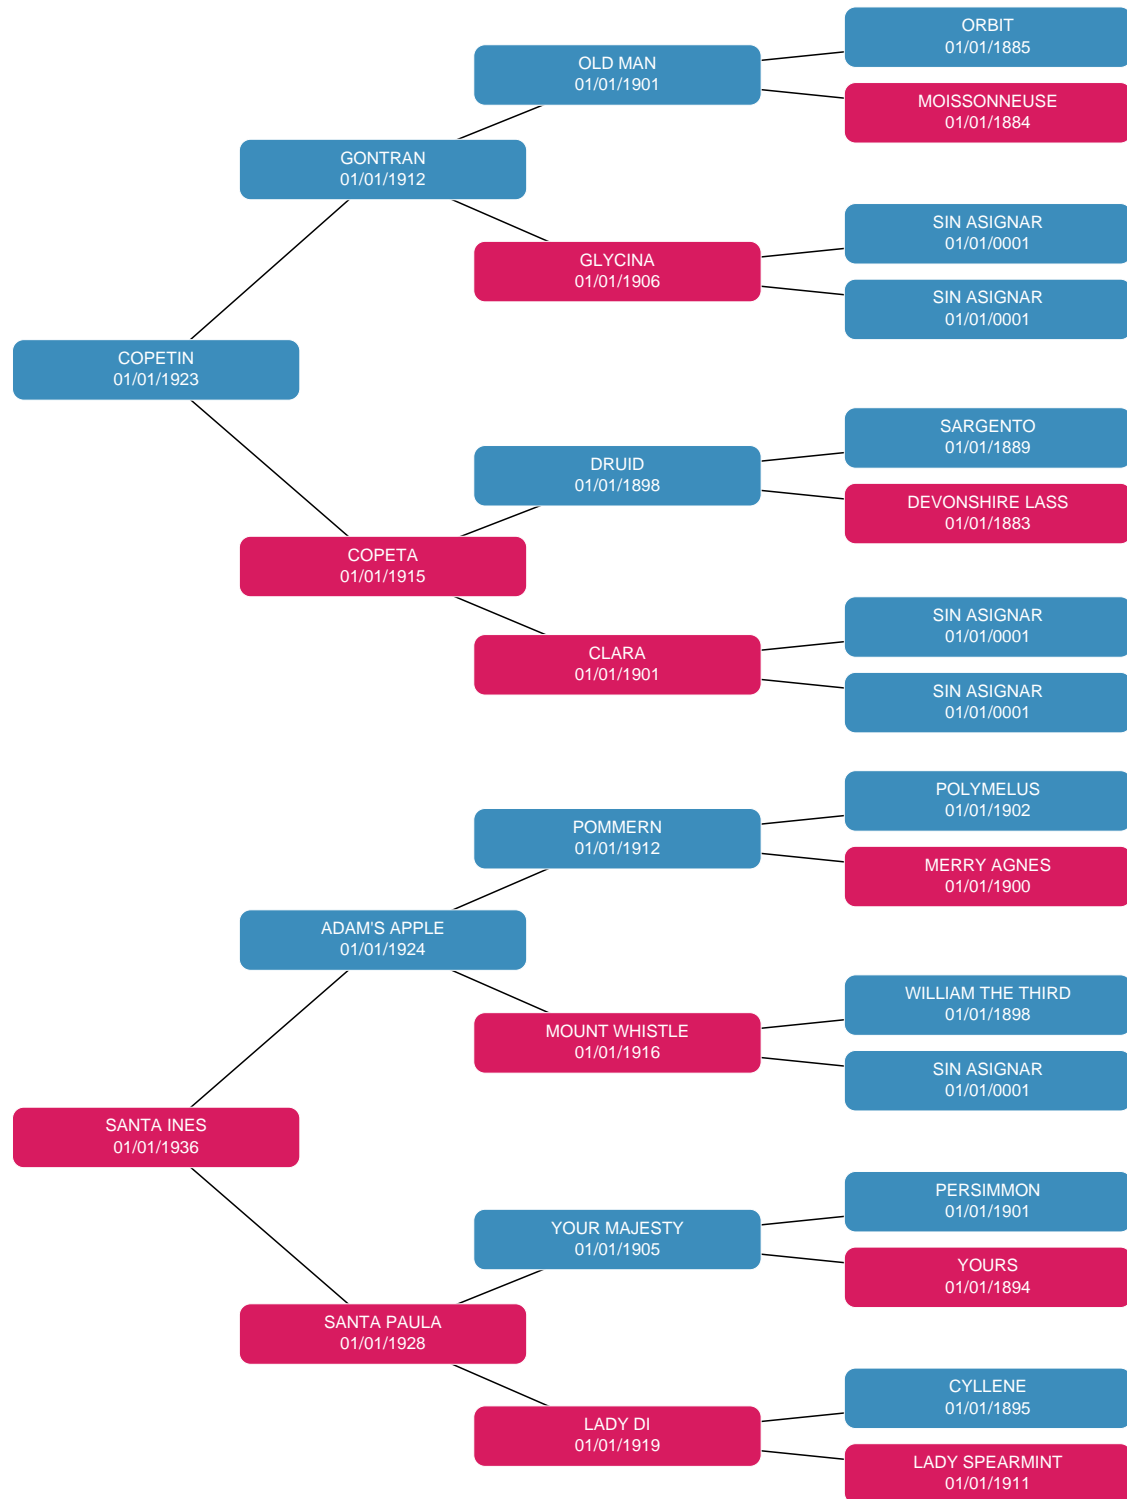 ORBIT
01/01/1885
OLD MAN
01/01/1901
MOISSONNEUSE
01/01/1884
GONTRAN
01/01/1912
SIN ASIGNAR
01/01/0001
GLYCINA
01/01/1906
SIN ASIGNAR
01/01/0001
COPETIN
01/01/1923
SARGENTO
01/01/1889
DRUID
01/01/1898
DEVONSHIRE LASS
01/01/1883
COPETA
01/01/1915
SIN ASIGNAR
01/01/0001
CLARA
01/01/1901
SIN ASIGNAR
01/01/0001
POLYMELUS
01/01/1902
POMMERN
01/01/1912
MERRY AGNES
01/01/1900
ADAM'S APPLE
01/01/1924
WILLIAM THE THIRD
01/01/1898
MOUNT WHISTLE
01/01/1916
SIN ASIGNAR
01/01/0001
SANTA INES
01/01/1936
PERSIMMON
01/01/1901
YOUR MAJESTY
01/01/1905
YOURS
01/01/1894
SANTA PAULA
01/01/1928
CYLLENE
01/01/1895
LADY DI
01/01/1919
LADY SPEARMINT
01/01/1911